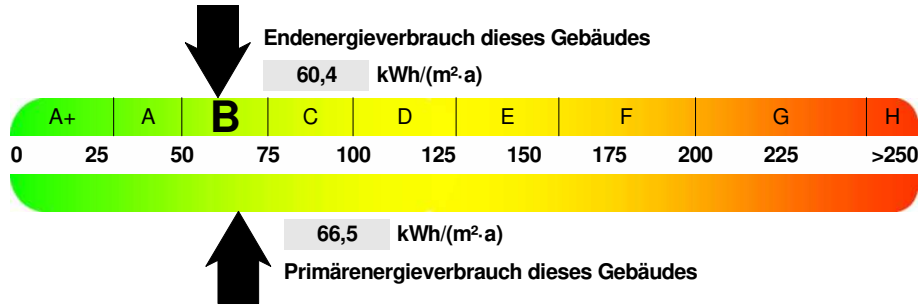 Endenergieverbrauch dieses Gebäudes
60,4 kWh/(m²·a)
A+ A B C D E F G H
0 25 50 75 100 125 150 175 200 225 >250
66,5 kWh/(m²·a)
Primärenergieverbrauch dieses Gebäudes